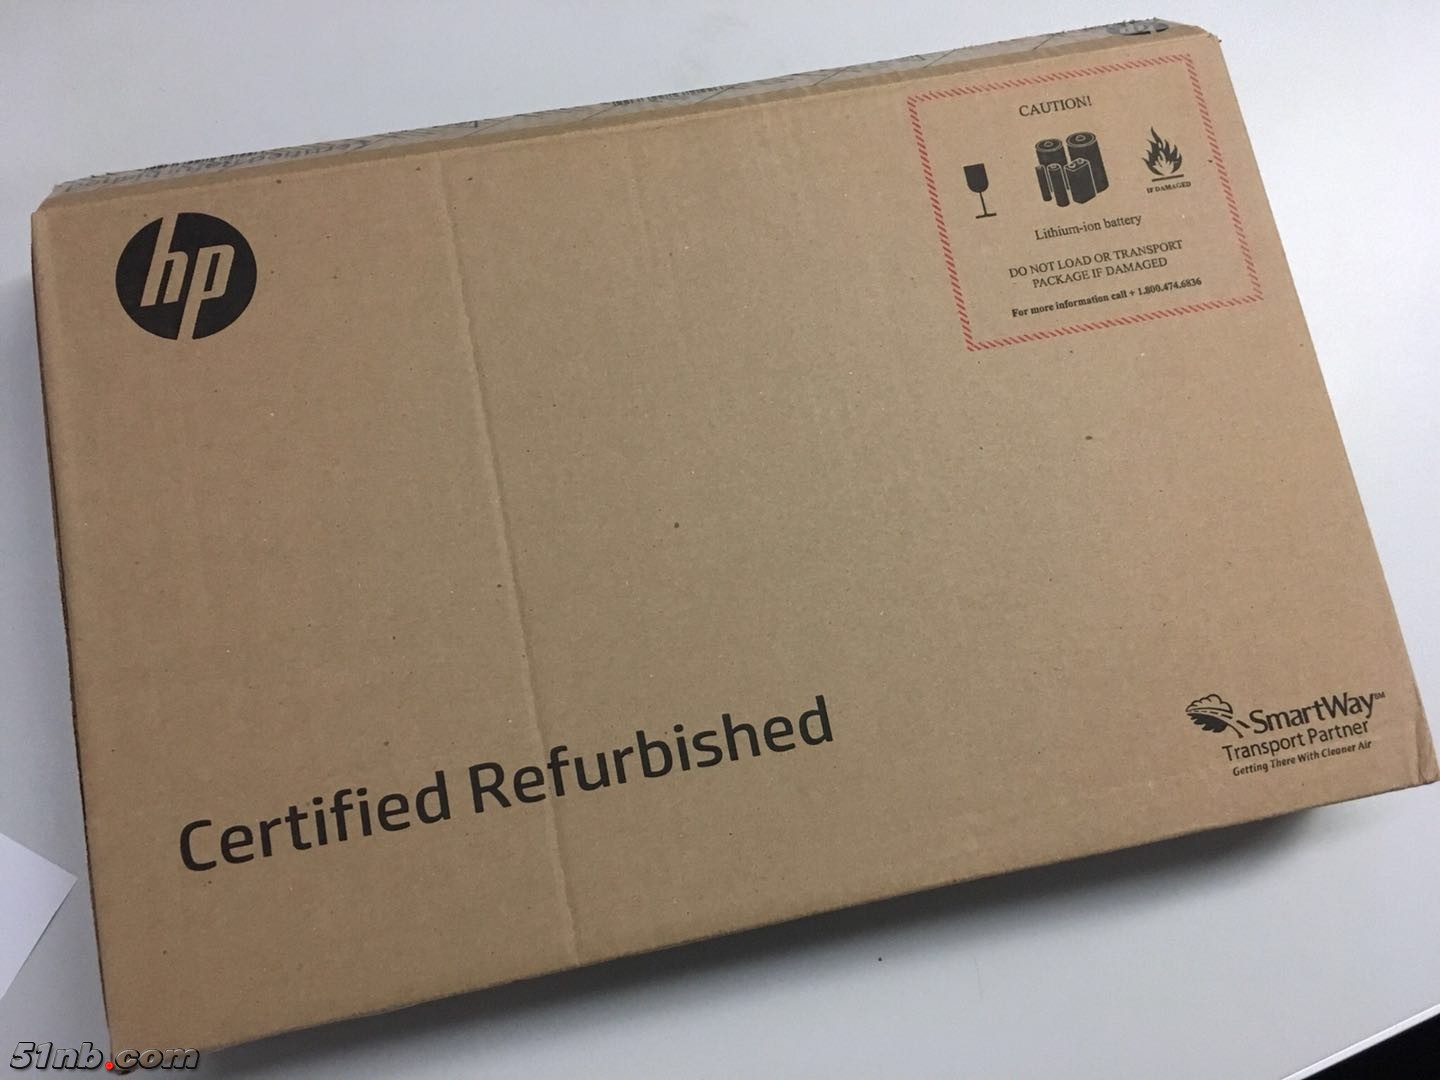 hp
CAUTION!
IF DAMAGED
Lithium-ion battery
DO NOT LOAD OR TRANSPORT
PACKAGE IF DAMAGED
For more information call + 1.800.474.6836
Certified Refurbished
SmartWay℠
Transport Partner
Getting There With Cleaner Air
51nb.com